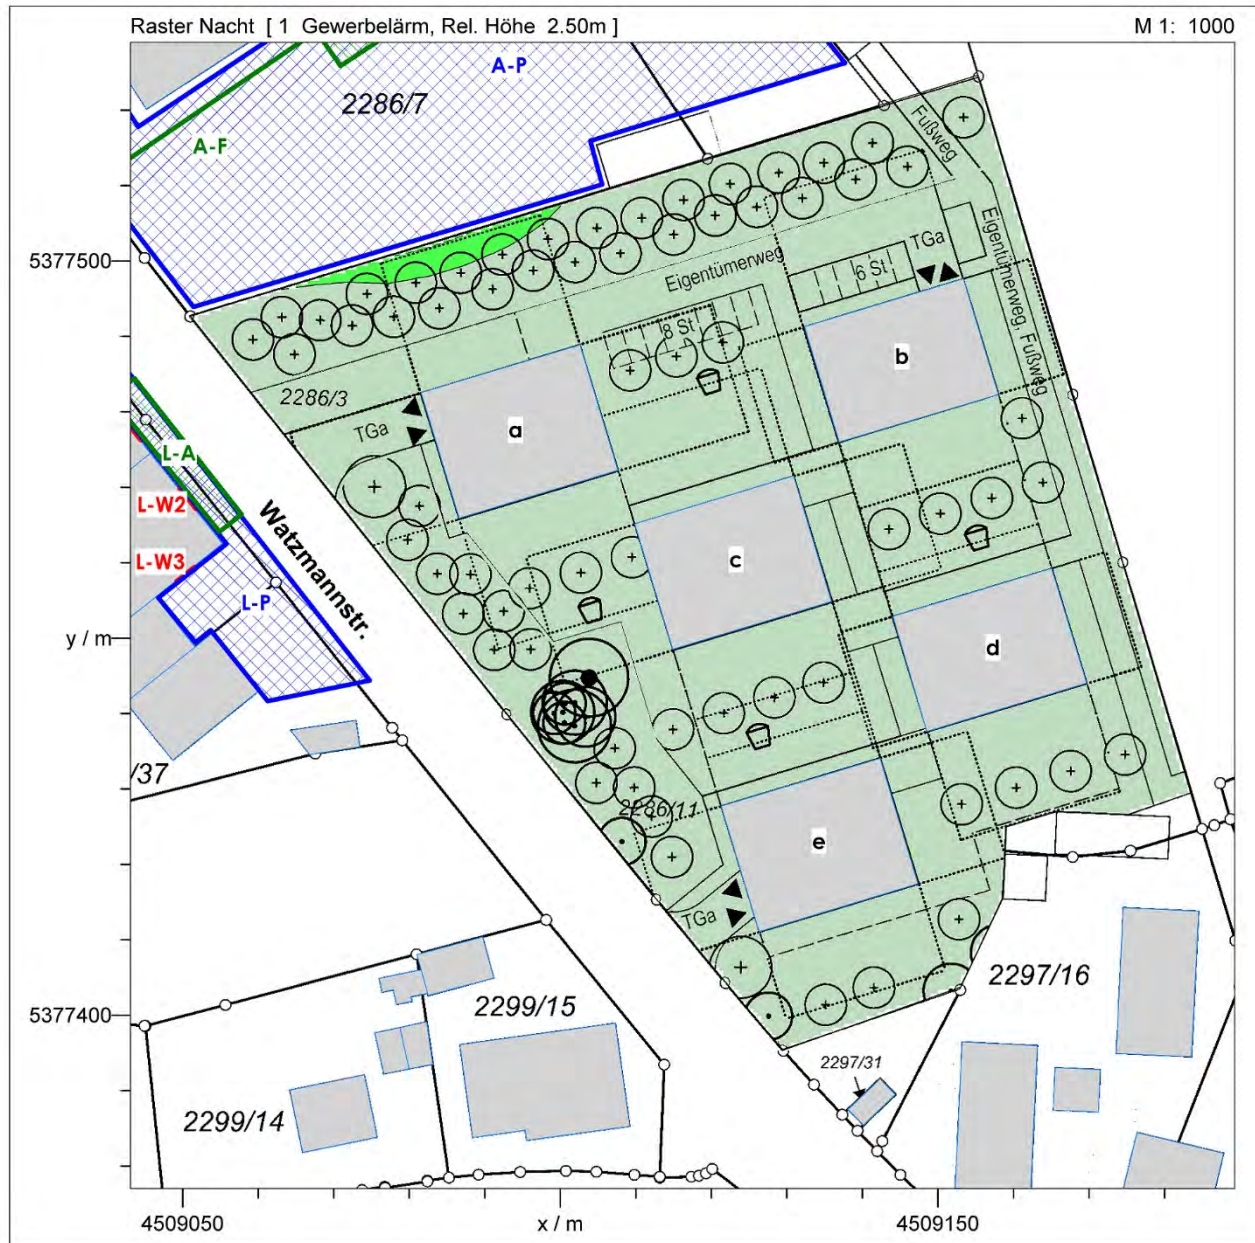 Raster Nacht [ 1 Gewerbelärm, Rel. Höhe 2.50m ]
M 1: 1000
A-P
2286/7
A-F
Fußweg
Eigentümerweg, Fußweg
TGa
6 St
Eigentümerweg
8 St
5377500
b
2286/3
TGa
a
L-A
L-W2
Watzmannstr.
L-W3
L-P
c
y / m
d
/37
2286/11
e
TGa
2297/16
2299/15
5377400
2297/31
2299/14
4509050
x / m
4509150